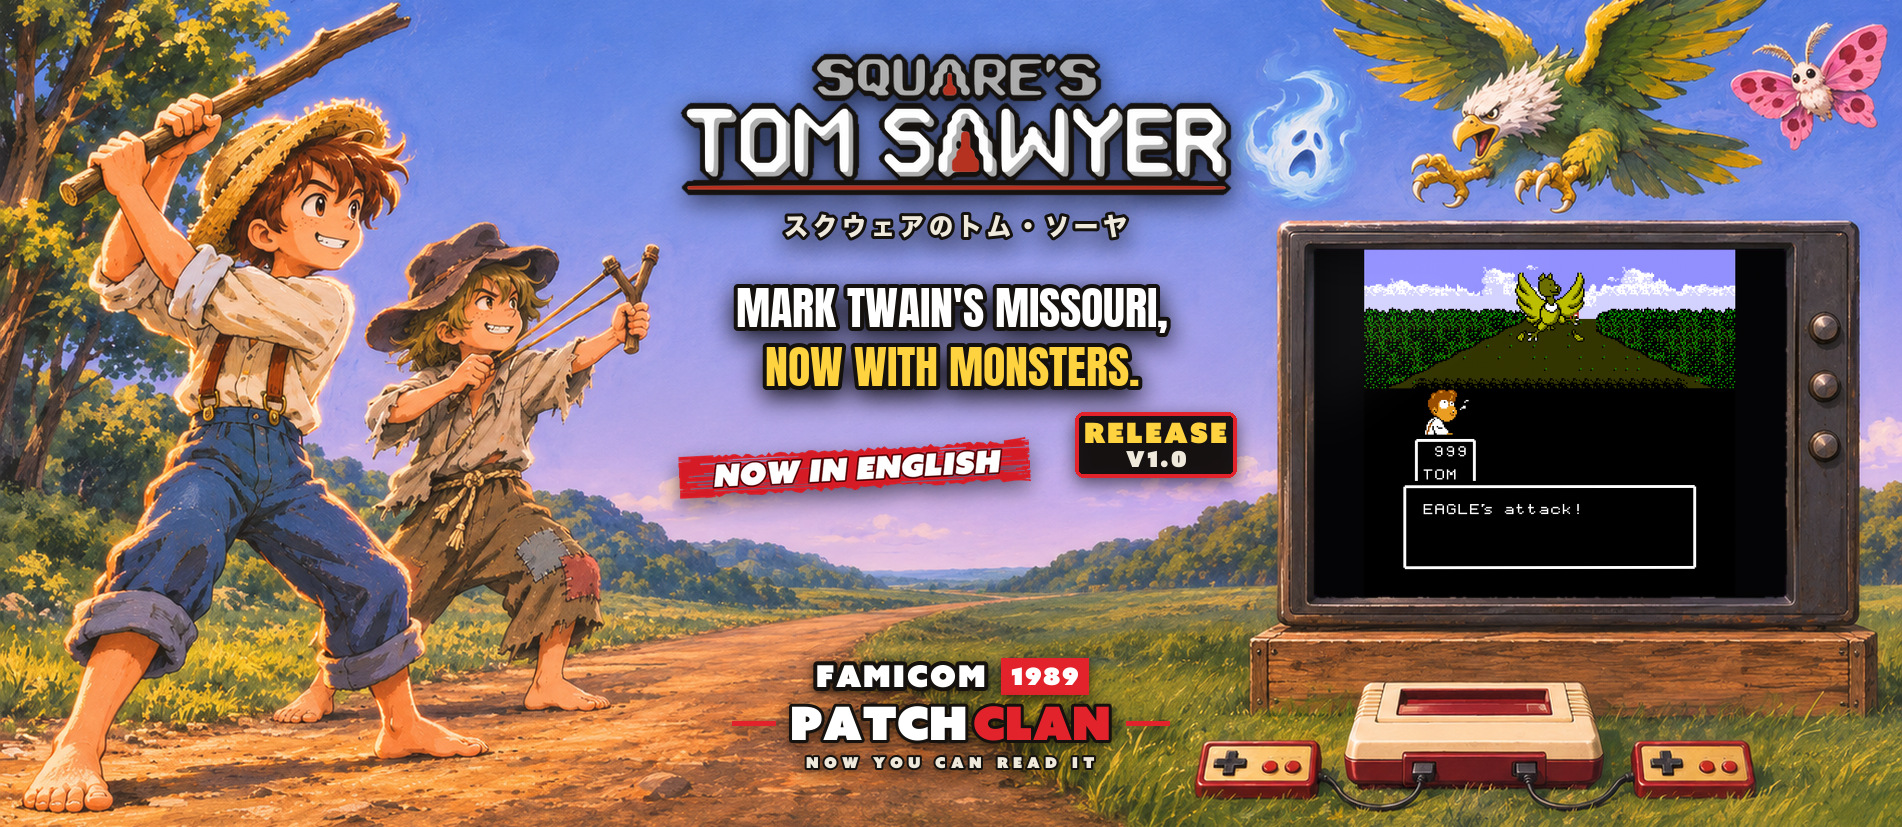 SQUARE'S
TOM SAWYER
スクウェアのトム・ソーヤ
MARK TWAIN'S MISSOURI,
NOW WITH MONSTERS.
NOW IN ENGLISH
RELEASE
V1.0
999
TOM
EAGLE's attack!
FAMICOM 1989
PATCHCLAN
NOW YOU CAN READ IT